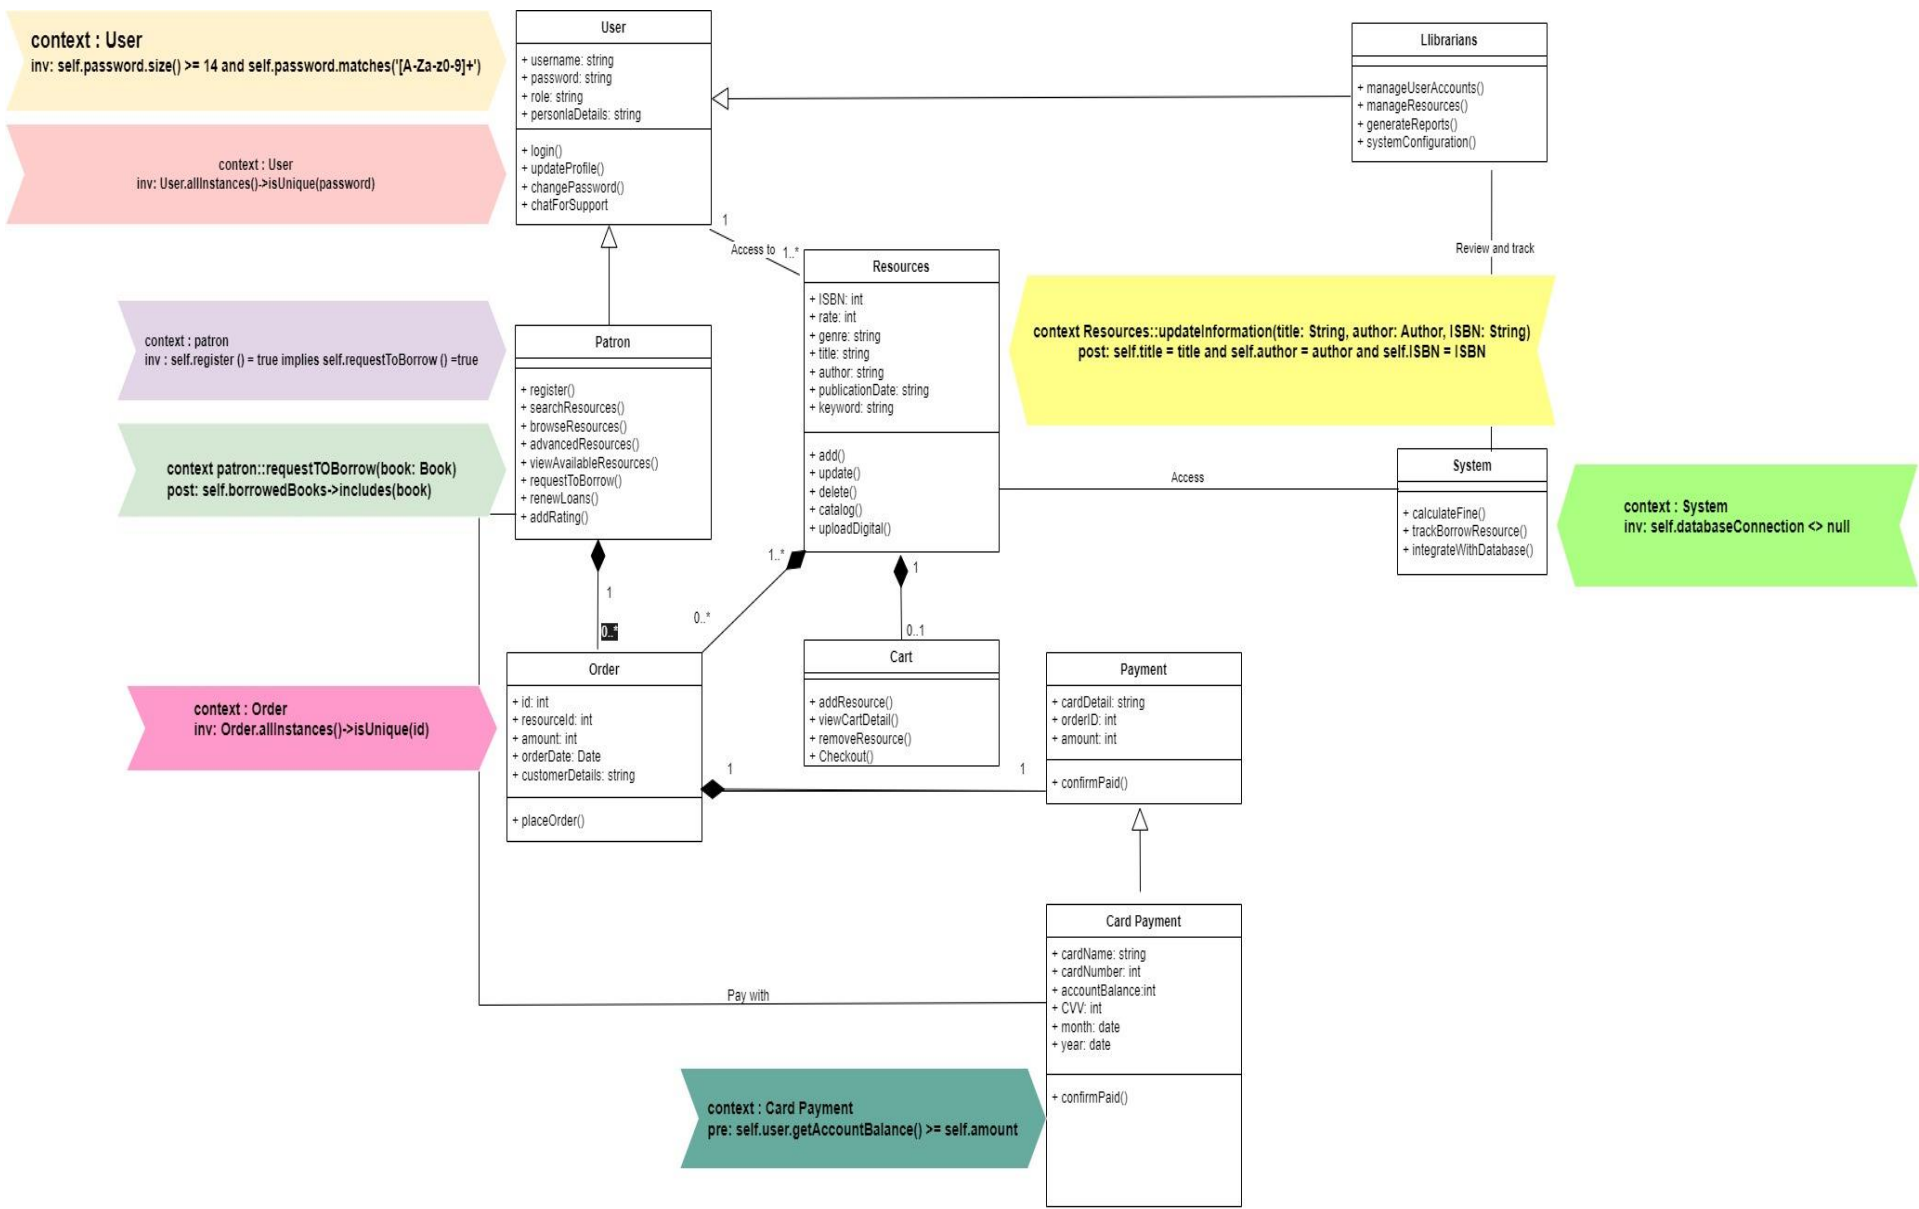 context : User
inv: self.password.size() >= 14 and self.password.matches('[A-Za-z0-9]+')
context : User
inv: User.allInstances()->isUnique(password)
User
+ username: string
+ password: string
+ role: string
+ personlaDetails: string
+ login()
+ updateProfile()
+ changePassword()
+ chatForSupport
Llibrarians
+ manageUserAccounts()
+ manageResources()
+ generateReports()
+ systemConfiguration()
1
Access to
1..*
Review and track
Resources
+ ISBN: int
+ rate: int
+ genre: string
+ title: string
+ author: string
+ publicationDate: string
+ keyword: string
+ add()
+ update()
+ delete()
+ catalog()
+ uploadDigital()
context Resources::updateInformation(title: String, author: Author, ISBN: String)
post: self.title = title and self.author = author and self.ISBN = ISBN
context : patron
inv : self.register () = true implies self.requestToBorrow () =true
context patron::requestTOBorrow(book: Book)
post: self.borrowedBooks->includes(book)
Patron
+ register()
+ searchResources()
+ browseResources()
+ advancedResources()
+ viewAvailableResources()
+ requestToBorrow()
+ renewLoans()
+ addRating()
Access
System
+ calculateFine()
+ trackBorrowResource()
+ integrateWithDatabase()
context : System
inv: self.databaseConnection <> null
1
0..*
1..*
0..*
1
0..1
context : Order
inv: Order.allInstances()->isUnique(id)
Order
+ id: int
+ resourceId: int
+ amount: int
+ orderDate: Date
+ customerDetails: string
+ placeOrder()
Cart
+ addResource()
+ viewCartDetail()
+ removeResource()
+ Checkout()
1
1
Payment
+ cardDetail: string
+ orderID: int
+ amount: int
+ confirmPaid()
Pay with
Card Payment
+ cardName: string
+ cardNumber: int
+ accountBalance:int
+ CVV: int
+ month: date
+ year: date
+ confirmPaid()
context : Card Payment
pre: self.user.getAccountBalance() >= self.amount